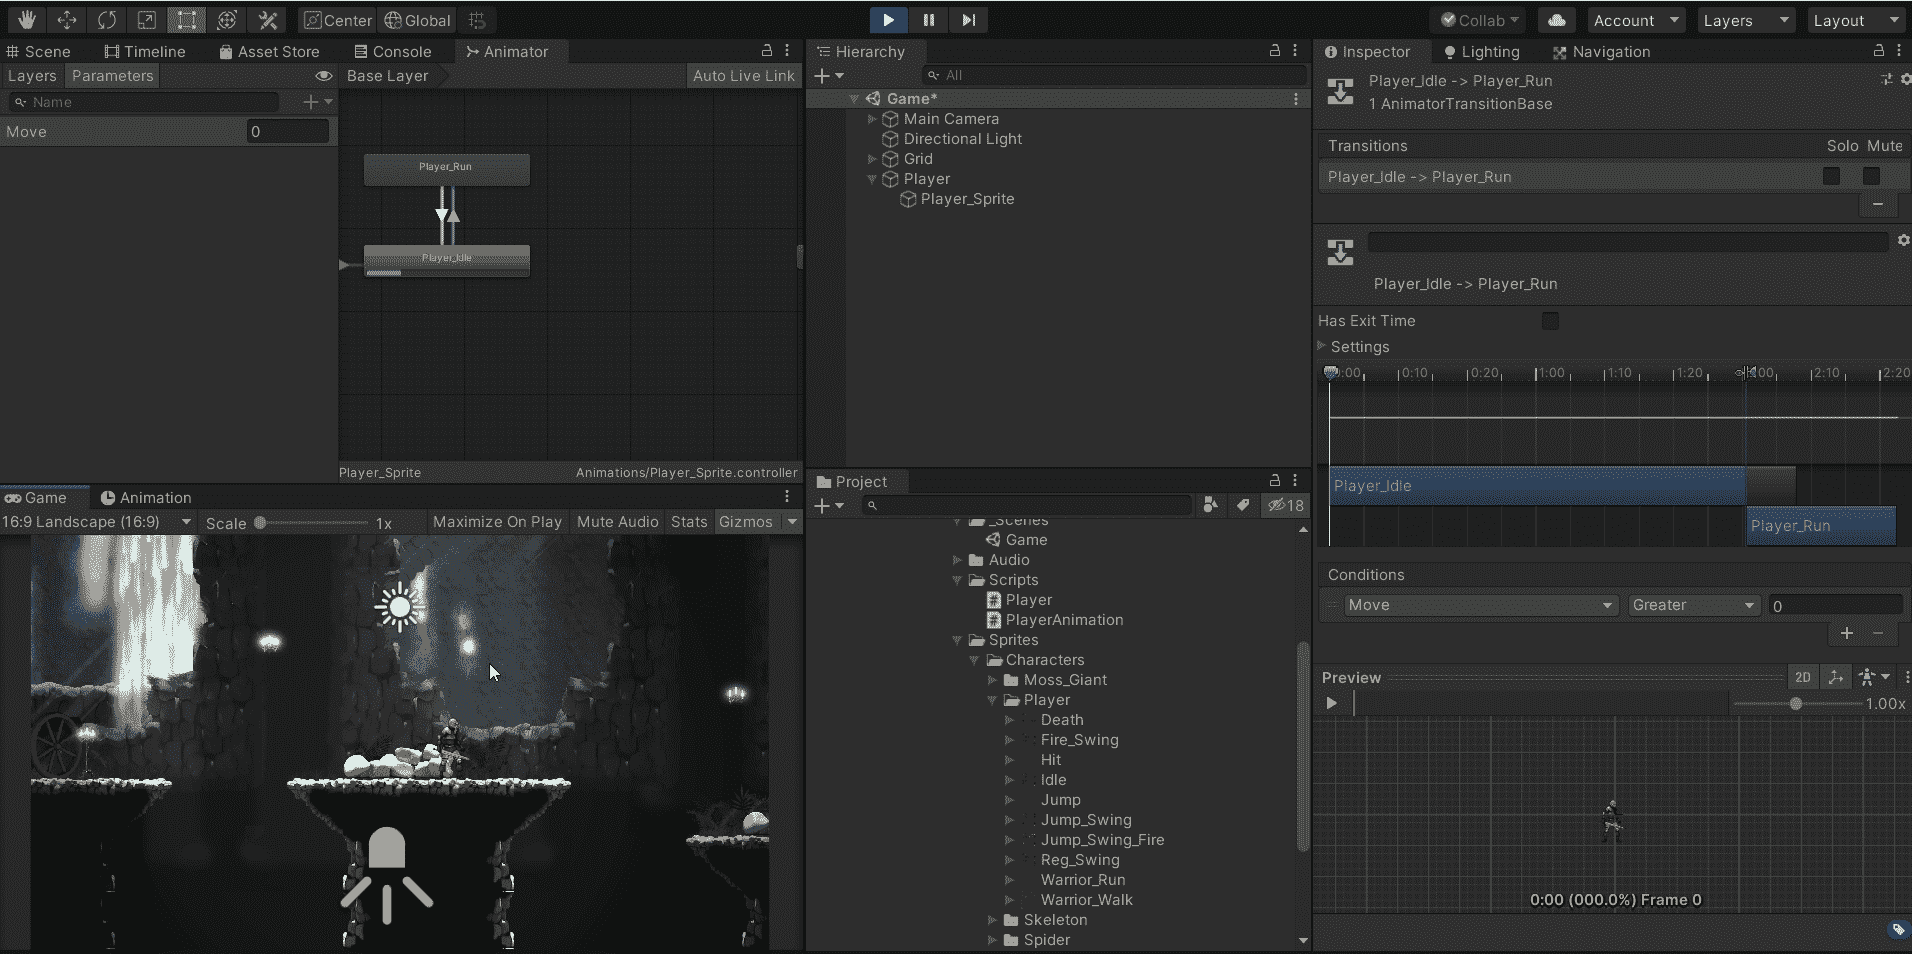 Center Global Collab Account Layers Layout
Scene Timeline Asset Store Console Animator
Layers Parameters Base Layer Auto Live Link
Name
Move 0
Player_Run
Player_Idle
Player_Sprite Animations/Player_Sprite.controller
Game Animation
16:9 Landscape (16:9) Scale 1x Maximize On Play Mute Audio Stats Gizmos
Hierarchy
All
Game*
Main Camera
Directional Light
Grid
Player
Player_Sprite
Project
18
_Scenes
Game
Audio
Scripts
Player
PlayerAnimation
Sprites
Characters
Moss_Giant
Player
Death
Fire_Swing
Hit
Idle
Jump
Jump_Swing
Jump_Swing_Fire
Reg_Swing
Warrior_Run
Warrior_Walk
Skeleton
Spider
Inspector Lighting Navigation
Player_Idle -> Player_Run
1 AnimatorTransitionBase
Transitions Solo Mute
Player_Idle -> Player_Run
Player_Idle -> Player_Run
Has Exit Time
Settings
:00 0:10 0:20 1:00 1:10 1:20 :00 2:10 2:20
Player_Idle
Player_Run
Conditions
Move Greater 0
Preview 2D
1.00x
0:00 (000.0%) Frame 0